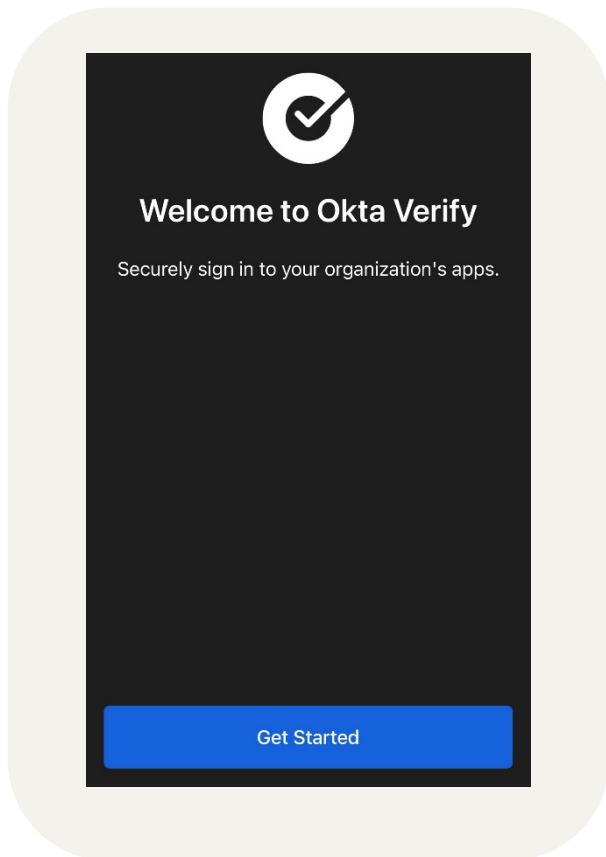 Welcome to Okta Verify
Securely sign in to your organization's apps.
Get Started